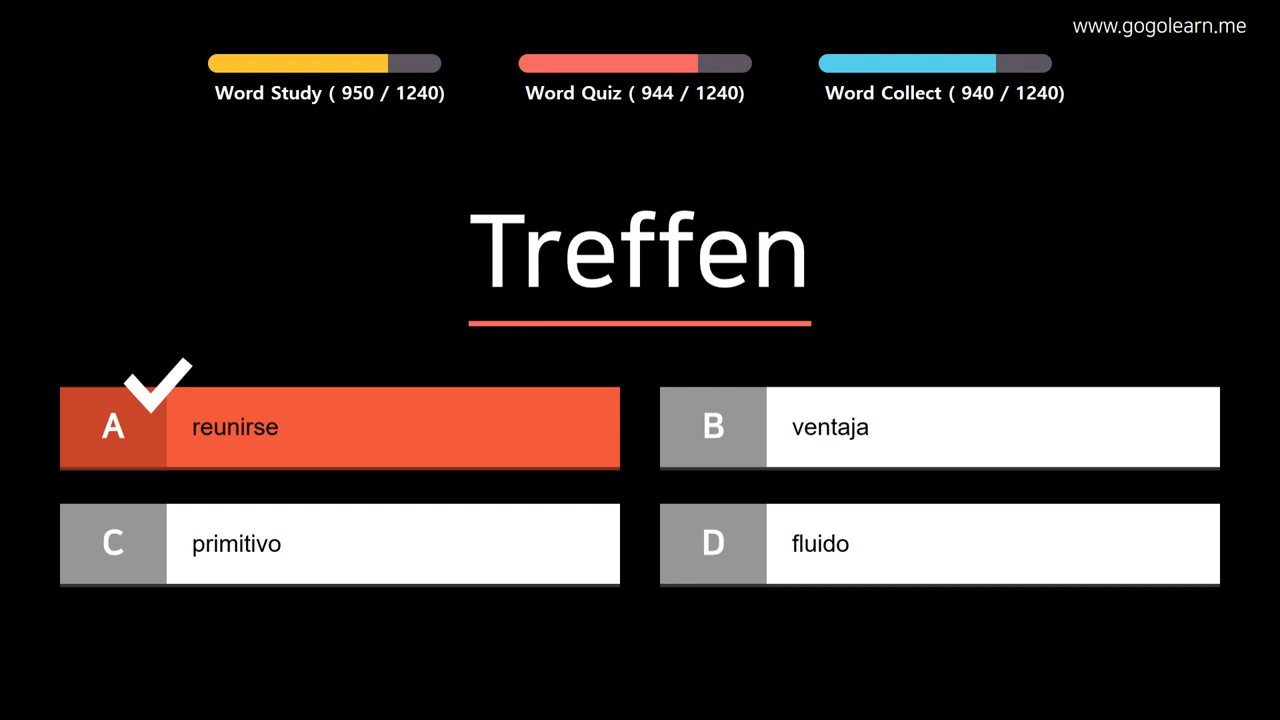 www.gogolearn.me
Word Study ( 950 / 1240)
Word Quiz ( 944 / 1240)
Word Collect ( 940 / 1240)
Treffen
A
reunirse
B
ventaja
C
primitivo
D
fluido